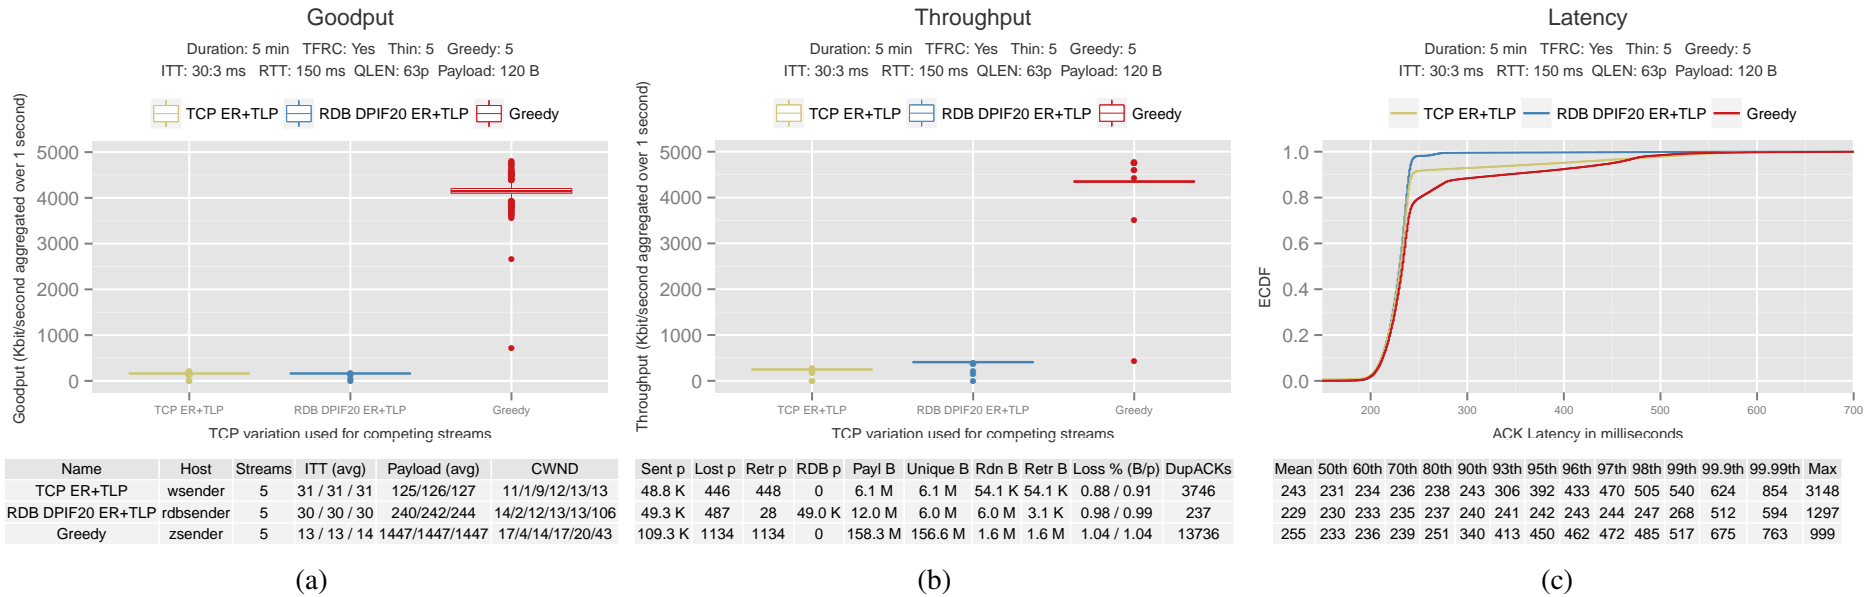 Goodput
Duration: 5 min TFRC: Yes Thin: 5 Greedy: 5
ITT: 30:3 ms RTT: 150 ms QLEN: 63p Payload: 120 B
TCP ER+TLP RDB DPIF20 ER+TLP Greedy
Goodput (Kbit/second aggregated over 1 second)
5000
4000
3000
2000
1000
0
TCP ER+TLP RDB DPIF20 ER+TLP Greedy
TCP variation used for competing streams
Name Host Streams ITT (avg) Payload (avg) CWND
TCP ER+TLP wsender 5 31 / 31 / 31 125/126/127 11/1/9/12/13/13
RDB DPIF20 ER+TLP rdbsender 5 30 / 30 / 30 240/242/244 14/2/12/13/13/106
Greedy zsender 5 13 / 13 / 14 1447/1447/1447 17/4/14/17/20/43
(a)
Throughput
Duration: 5 min TFRC: Yes Thin: 5 Greedy: 5
ITT: 30:3 ms RTT: 150 ms QLEN: 63p Payload: 120 B
TCP ER+TLP RDB DPIF20 ER+TLP Greedy
Throughput (Kbit/second aggregated over 1 second)
5000
4000
3000
2000
1000
0
TCP ER+TLP RDB DPIF20 ER+TLP Greedy
TCP variation used for competing streams
Sent p Lost p Retr p RDB p Payl B Unique B Rdn B Retr B Loss % (B/p) DupACKs
48.8 K 446 448 0 6.1 M 6.1 M 54.1 K 54.1 K 0.88 / 0.91 3746
49.3 K 487 28 49.0 K 12.0 M 6.0 M 6.0 M 3.1 K 0.98 / 0.99 237
109.3 K 1134 1134 0 158.3 M 156.6 M 1.6 M 1.6 M 1.04 / 1.04 13736
(b)
Latency
Duration: 5 min TFRC: Yes Thin: 5 Greedy: 5
ITT: 30:3 ms RTT: 150 ms QLEN: 63p Payload: 120 B
TCP ER+TLP RDB DPIF20 ER+TLP Greedy
ECDF
1.0
0.8
0.6
0.4
0.2
0.0
200 300 400 500 600 700
ACK Latency in milliseconds
Mean 50th 60th 70th 80th 90th 93th 95th 96th 97th 98th 99th 99.9th 99.99th Max
243 231 234 236 238 243 306 392 433 470 505 540 624 854 3148
229 230 233 235 237 240 241 242 243 244 247 268 512 594 1297
255 233 236 239 251 340 413 450 462 472 485 517 675 763 999
(c)